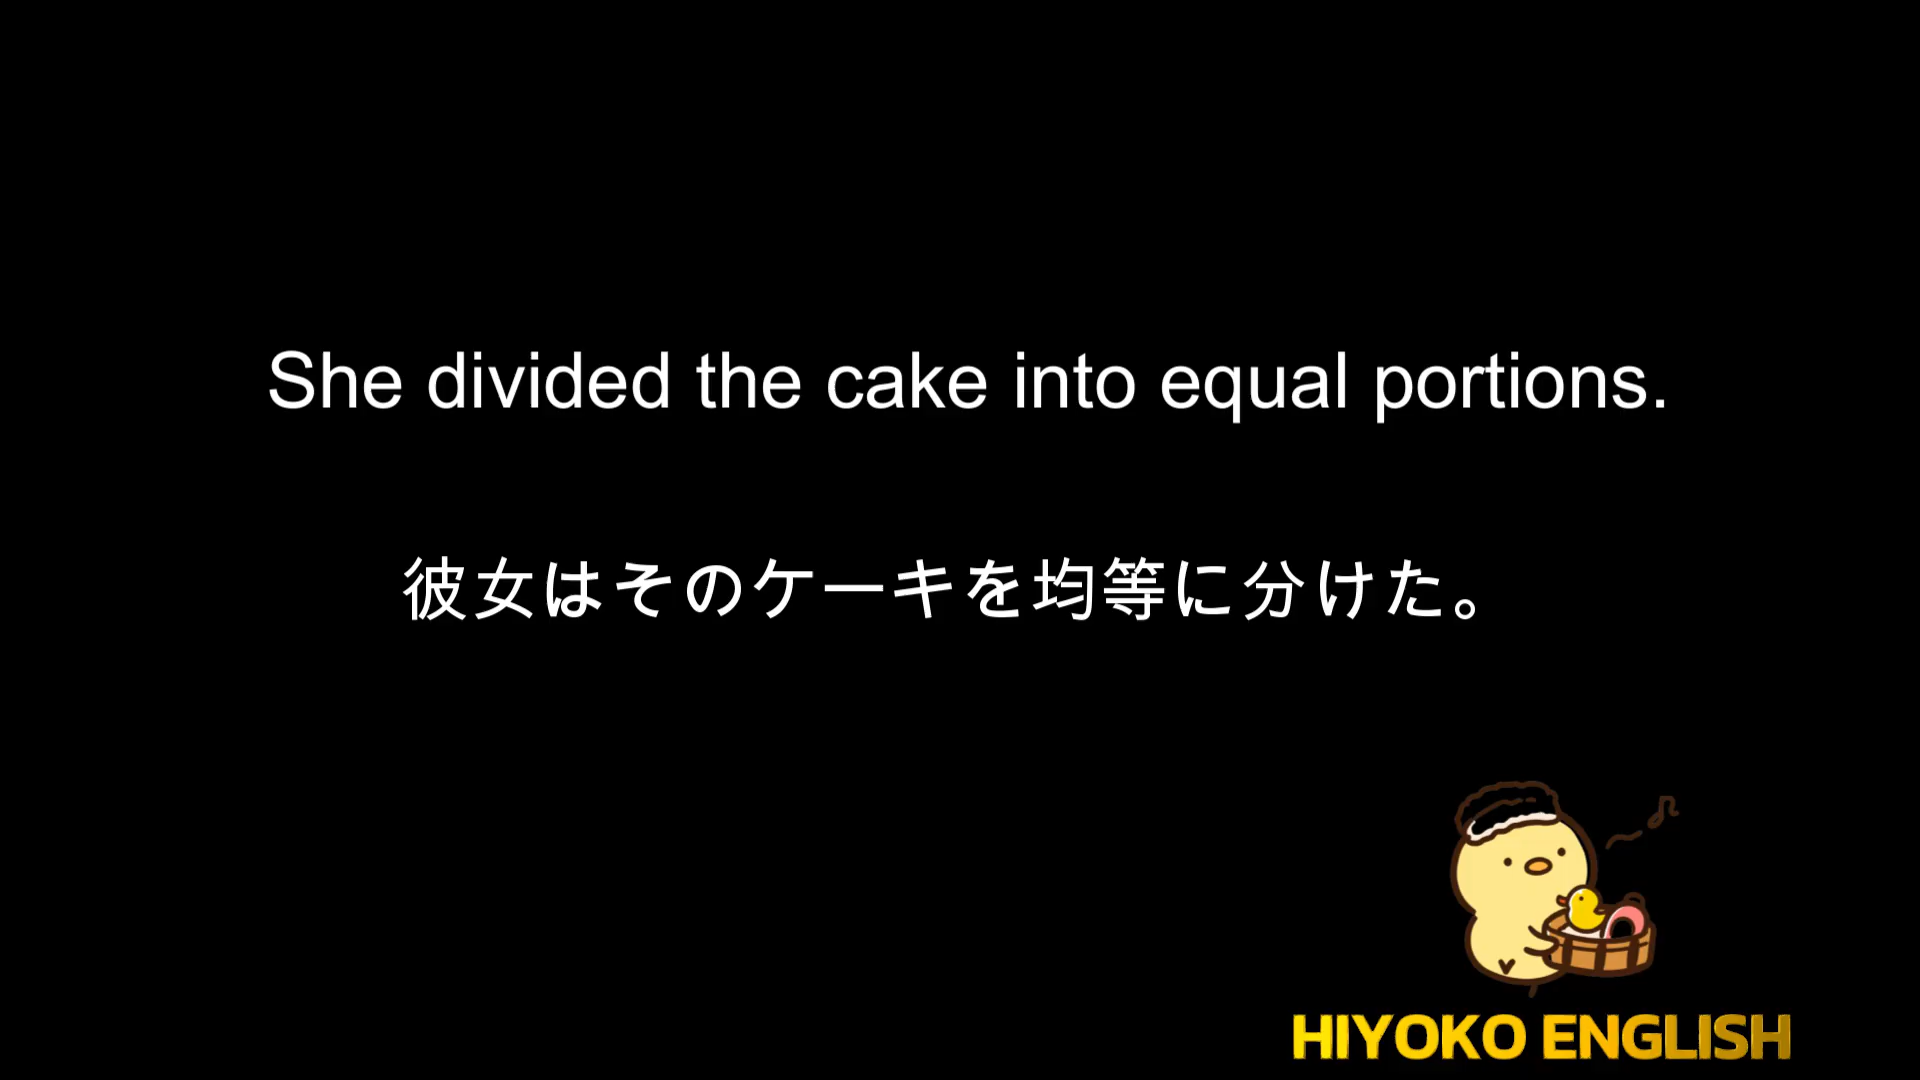 She divided the cake into equal portions.
彼女はそのケーキを均等に分けた。
HIYOKO ENGLISH